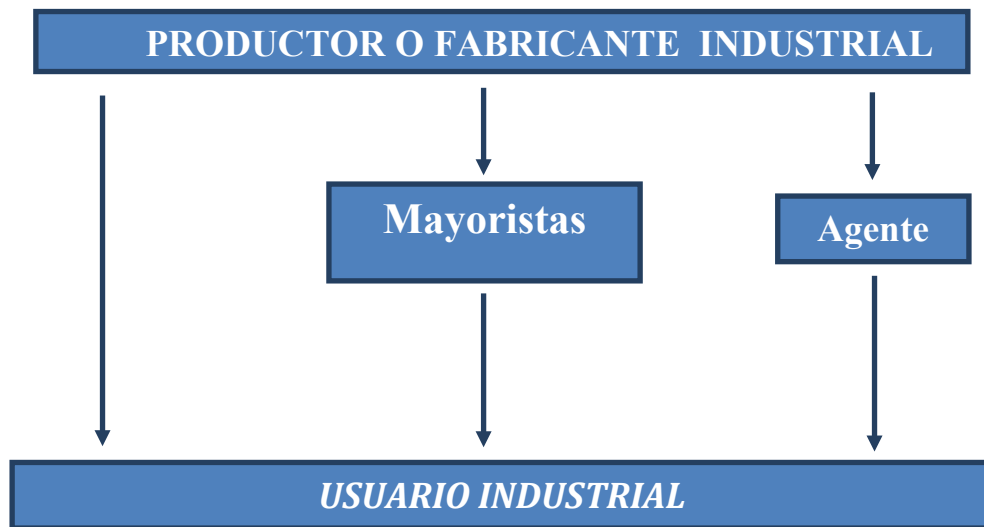 PRODUCTOR O FABRICANTE INDUSTRIAL
Mayoristas
Agente
USUARIO INDUSTRIAL